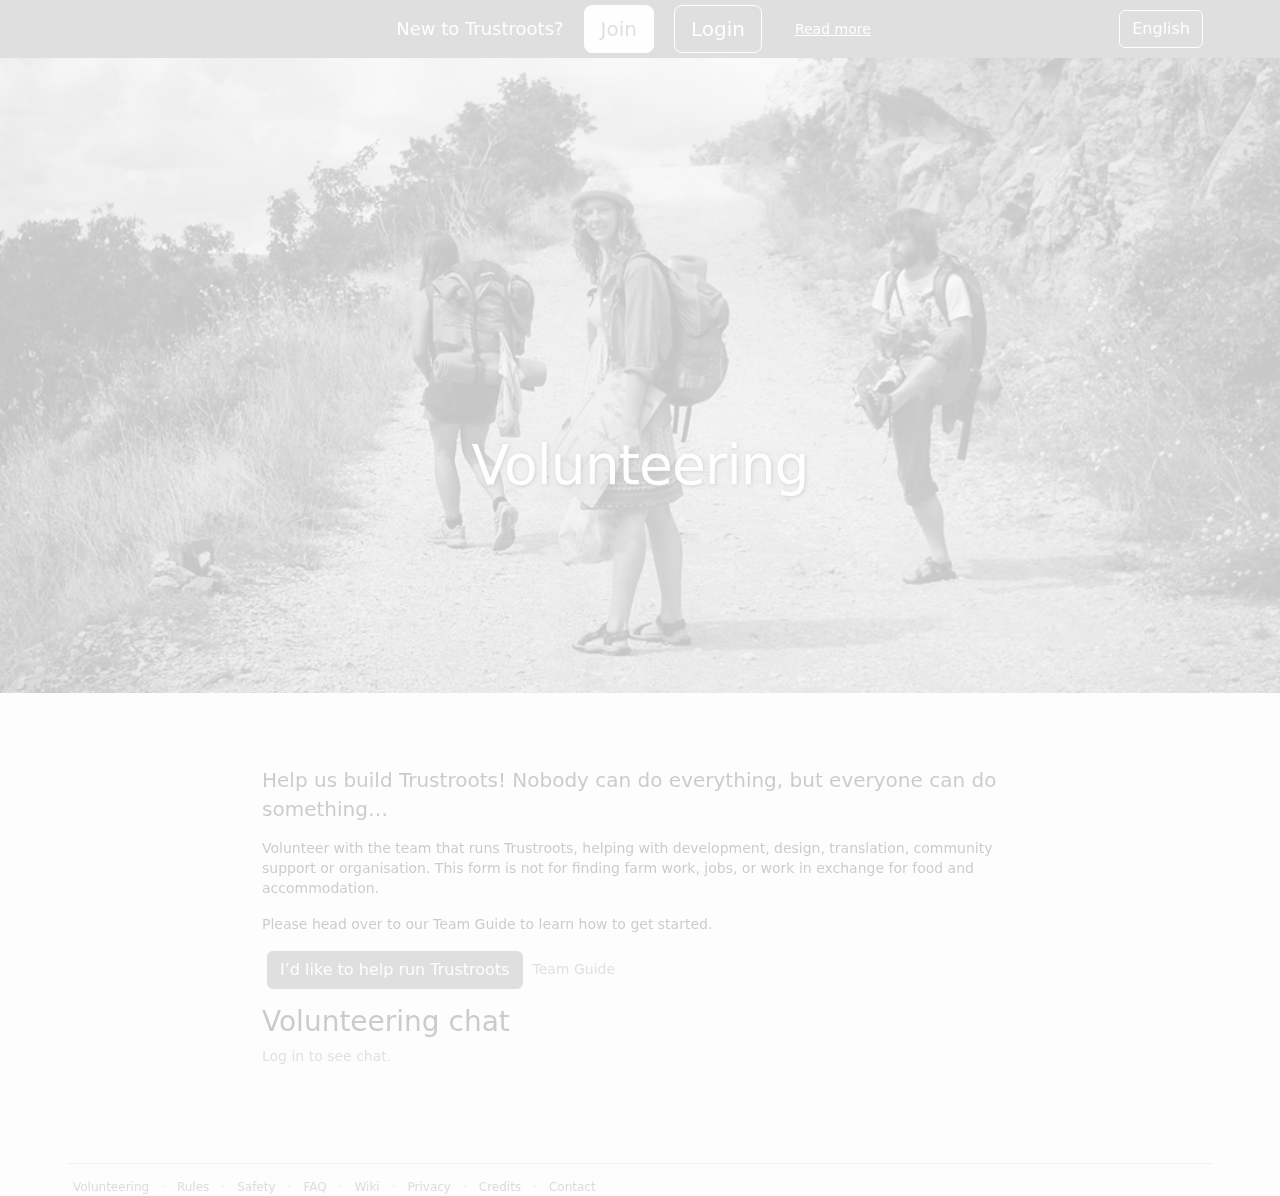 New to Trustroots? Join Login Read more English
Volunteering
Help us build Trustroots! Nobody can do everything, but everyone can do
something...
Volunteer with the team that runs Trustroots, helping with development, design, translation, community
support or organisation. This form is not for finding farm work, jobs, or work in exchange for food and
accommodation.
Please head over to our Team Guide to learn how to get started.
I'd like to help run Trustroots Team Guide
Volunteering chat
Log in to see chat.
Volunteering · Rules · Safety · FAQ · Wiki · Privacy · Credits · Contact